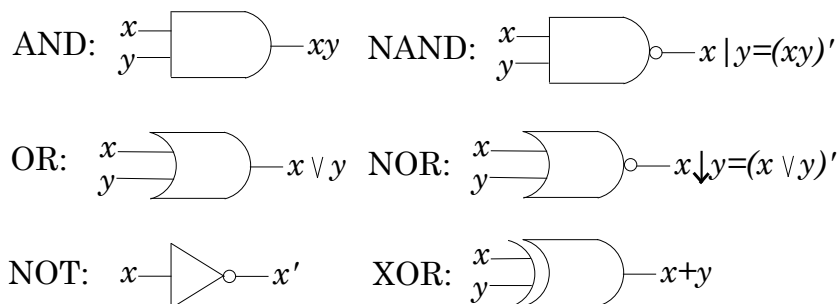 AND: x y xy NAND: x y x | y=(xy)'
OR: x y x ∨ y NOR: x y x↓y=(x ∨ y)'
NOT: x x' XOR: x y x+y